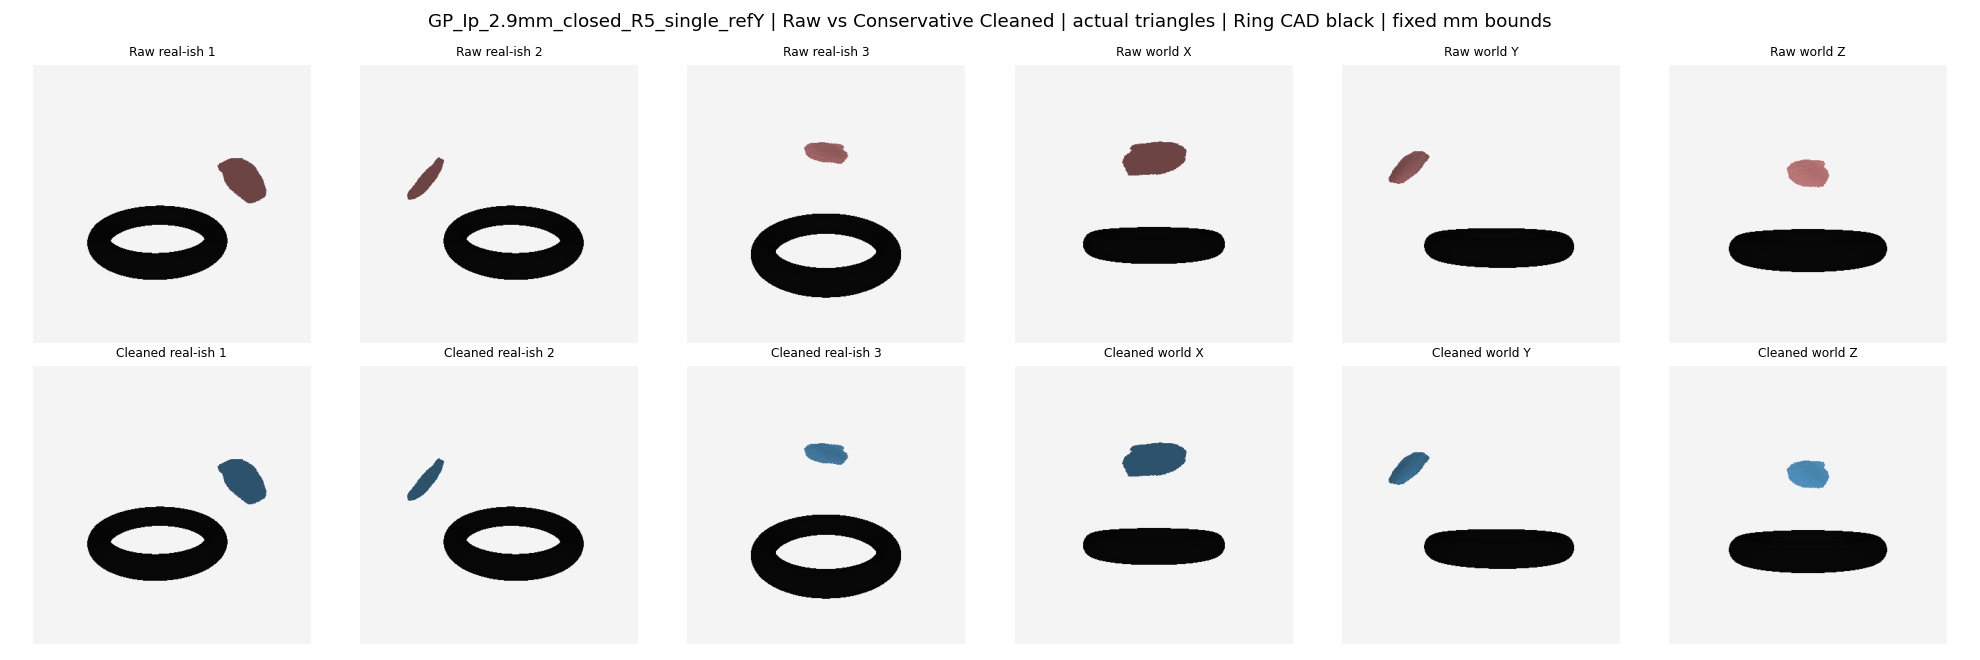 GP_Ip_2.9mm_closed_R5_single_refY | Raw vs Conservative Cleaned | actual triangles | Ring CAD black | fixed mm bounds
Raw real-ish 1
Raw real-ish 2
Raw real-ish 3
Raw world X
Raw world Y
Raw world Z
Cleaned real-ish 1
Cleaned real-ish 2
Cleaned real-ish 3
Cleaned world X
Cleaned world Y
Cleaned world Z